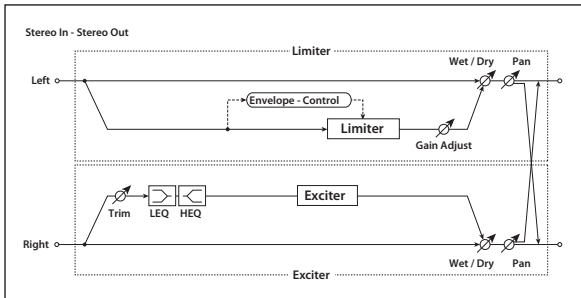 Stereo In - Stereo Out
Limiter
Wet / Dry
Pan
Left
Envelope - Control
Limiter
Gain Adjust
Trim
LEQ
HEQ
Exciter
Right
Wet / Dry
Pan
Exciter